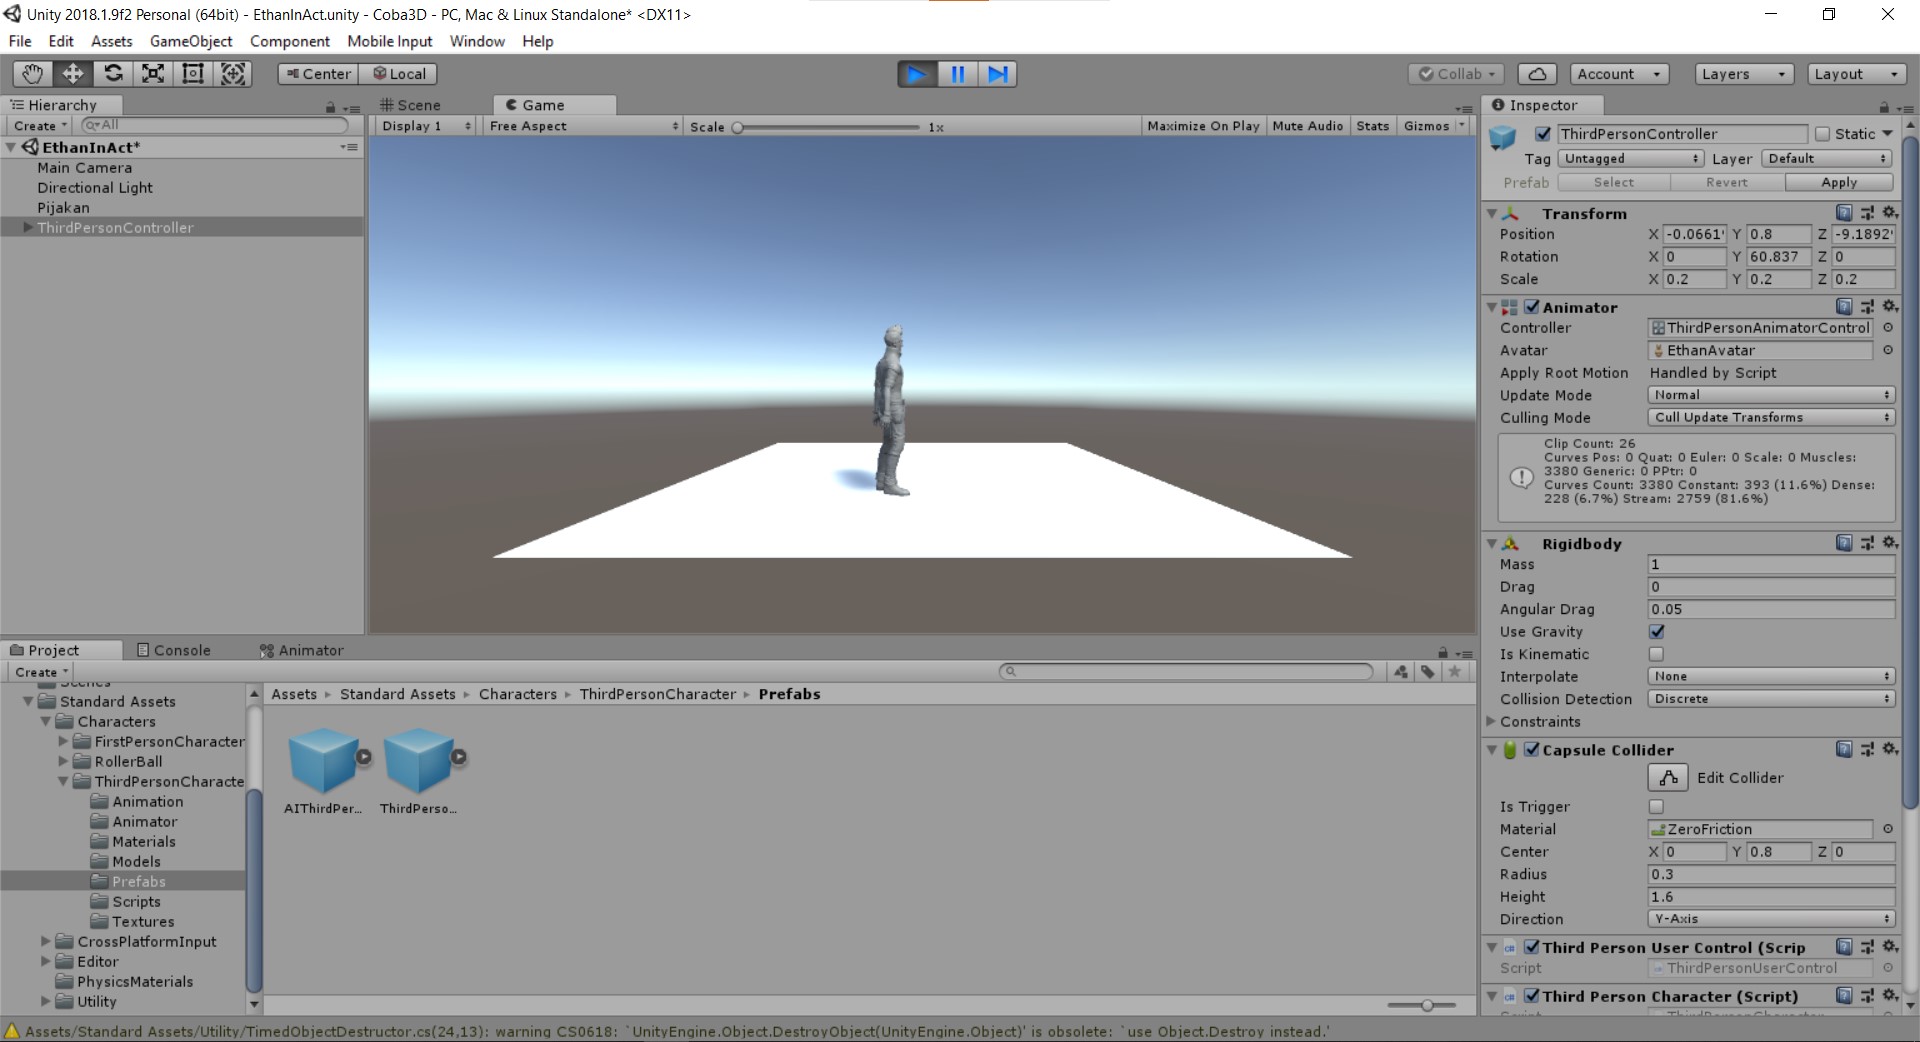 Unity 2018.1.9f2 Personal (64bit) - EthanInAct.unity - Coba3D - PC, Mac & Linux Standalone* <DX11>
File Edit Assets GameObject Component Mobile Input Window Help
Center Local Collab Account Layers Layout
Hierarchy
Create All
EthanInAct*
Main Camera
Directional Light
Pijakan
ThirdPersonController
Scene Game
Display 1 Free Aspect Scale 1x Maximize On Play Mute Audio Stats Gizmos
Project Console Animator
Create
Scenes
Standard Assets
Characters
FirstPersonCharacter
RollerBall
ThirdPersonCharacte
Animation
Animator
Materials
Models
Prefabs
Scripts
Textures
CrossPlatformInput
Editor
PhysicsMaterials
Utility
Assets Standard Assets Characters ThirdPersonCharacter Prefabs
AIThirdPer... ThirdPerso...
Inspector
ThirdPersonController Static
Tag Untagged Layer Default
Prefab Select Revert Apply
Transform
Position X -0.0661 Y 0.8 Z -9.1892
Rotation X 0 Y 60.837 Z 0
Scale X 0.2 Y 0.2 Z 0.2
Animator
Controller ThirdPersonAnimatorControl
Avatar EthanAvatar
Apply Root Motion Handled by Script
Update Mode Normal
Culling Mode Cull Update Transforms
Clip Count: 26
Curves Pos: 0 Quat: 0 Euler: 0 Scale: 0 Muscles:
3380 Generic: 0 PPtr: 0
Curves Count: 3380 Constant: 393 (11.6%) Dense:
228 (6.7%) Stream: 2759 (81.6%)
Rigidbody
Mass 1
Drag 0
Angular Drag 0.05
Use Gravity
Is Kinematic
Interpolate None
Collision Detection Discrete
Constraints
Capsule Collider
Edit Collider
Is Trigger
Material ZeroFriction
Center X 0 Y 0.8 Z 0
Radius 0.3
Height 1.6
Direction Y-Axis
Third Person User Control (Scrip
Script ThirdPersonUserControl
Third Person Character (Script)
Script ThirdPersonCharacter
Assets/Standard Assets/Utility/TimedObjectDestructor.cs(24,13): warning CS0618: `UnityEngine.Object.DestroyObject(UnityEngine.Object)' is obsolete: `use Object.Destroy instead.'